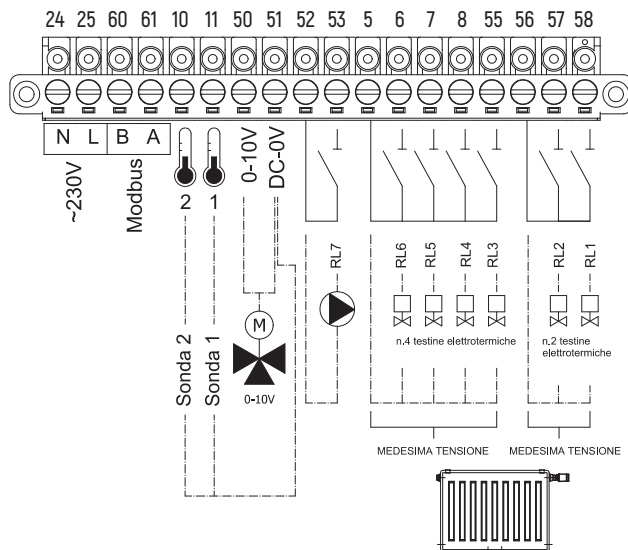 24 25 60 61 10 11 50 51 52 53 5 6 7 8 55 56 57 58
N L B A
~230V
Modbus
2 1
0-10V
DC-0V
Sonda 2
Sonda 1
M
0-10V
RL7
RL6
RL5
RL4
RL3
RL2
RL1
n.4 testine elettrotermiche
n.2 testine
elettrotermiche
MEDESIMA TENSIONE
MEDESIMA TENSIONE